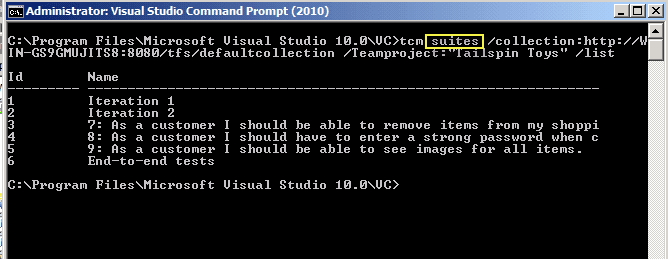 Administrator: Visual Studio Command Prompt (2010)
C:\Program Files\Microsoft Visual Studio 10.0\VC>tcm suites /collection:http://W
IN-GS9GMUJITS8:8080/tfs/defaultcollection /Teamproject:"Tailspin Toys" /list
Id Name
--------- ----------------------------------------------------------------
1 Iteration 1
2 Iteration 2
3 7: As a customer I should be able to remove items from my shoppi
4 8: As a customer I should have to enter a strong password when c
5 9: As a customer I should be able to see images for all items.
6 End-to-end tests
C:\Program Files\Microsoft Visual Studio 10.0\VC>